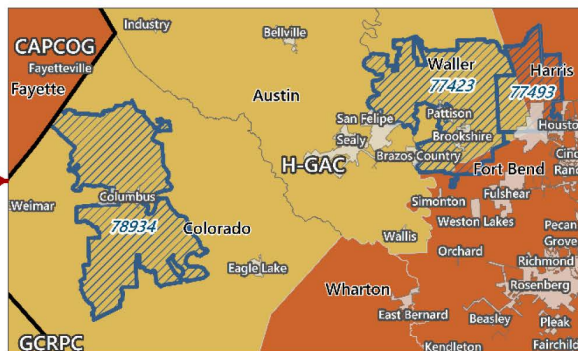 Industry
Bellville
CAPCOG
Fayetteville
Fayette
Waller
Harris
77423
77493
Austin
San Felipe
Pattison
Sealy
Brookshire
H-GAC
Brazos Country
Fort Bend
Columbus
Weimar
Simonton
Fulshear
78934
Colorado
Weston Lakes
Wallis
Pecan
Grove
Orchard
Eagle Lake
Richmond
Wharton
Rosenberg
East Bernard
Beasley
Pleak
GCRPC
Kendleton